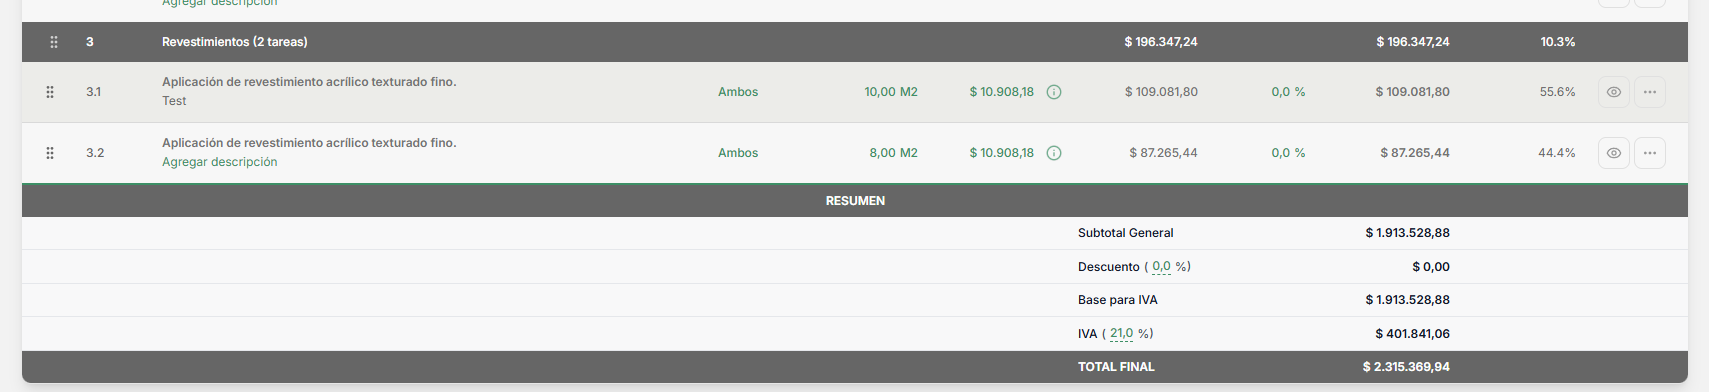 Agregar descripción
3 Revestimientos (2 tareas) $ 196.347,24 $ 196.347,24 10.3%
3.1 Aplicación de revestimiento acrílico texturado fino. Ambos 10,00 M2 $ 10.908,18 $ 109.081,80 0,0 % $ 109.081,80 55.6%
Test
3.2 Aplicación de revestimiento acrílico texturado fino. Ambos 8,00 M2 $ 10.908,18 $ 87.265,44 0,0 % $ 87.265,44 44.4%
Agregar descripción
RESUMEN
Subtotal General $ 1.913.528,88
Descuento ( 0,0 %) $ 0,00
Base para IVA $ 1.913.528,88
IVA ( 21,0 %) $ 401.841,06
TOTAL FINAL $ 2.315.369,94